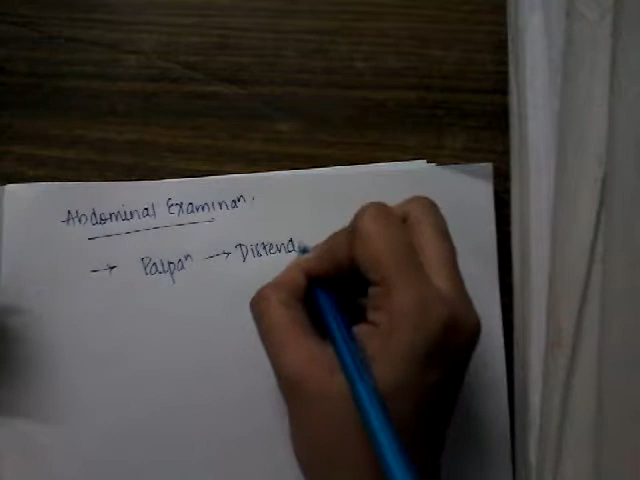 Abdominal Examinaⁿ.
→ Palpaⁿ → Distend